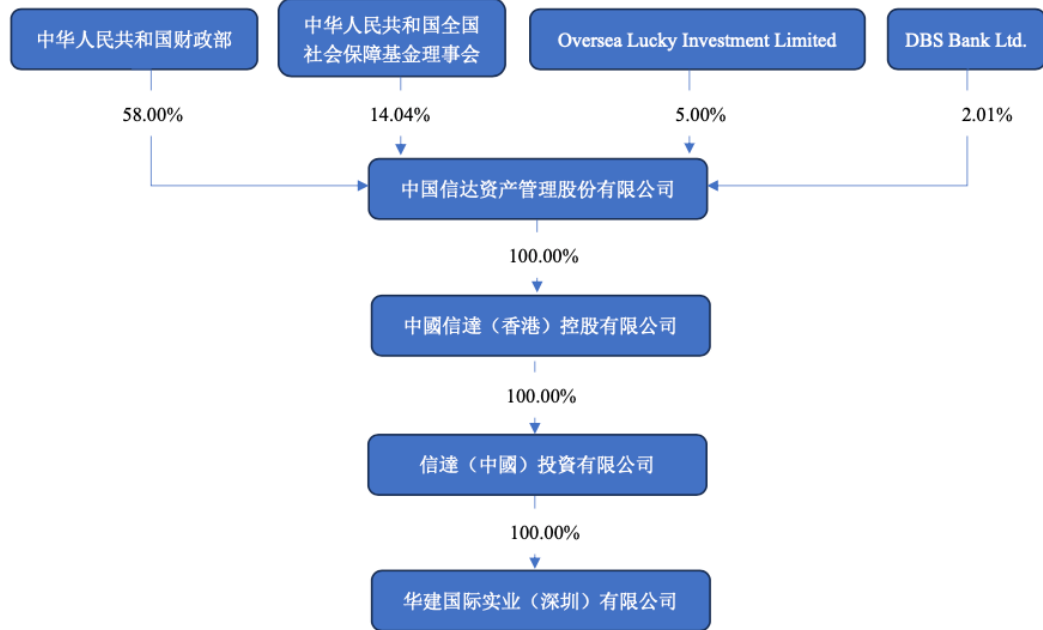 中华人民共和国财政部
中华人民共和国全国
社会保障基金理事会
Oversea Lucky Investment Limited
DBS Bank Ltd.
58.00%
14.04%
5.00%
2.01%
中国信达资产管理股份有限公司
100.00%
中國信達（香港）控股有限公司
100.00%
信達（中國）投資有限公司
100.00%
华建国际实业（深圳）有限公司